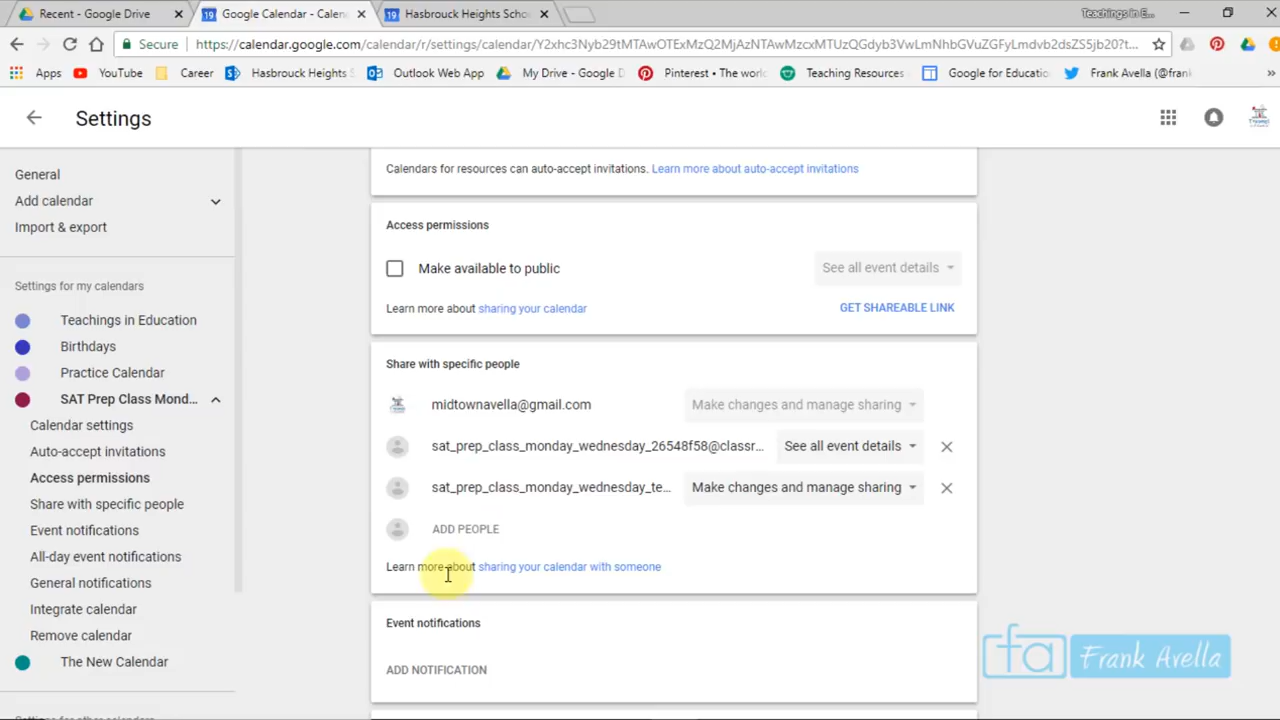 Recent - Google Drive
Google Calendar - Calen
Hasbrouck Heights Scho
Teachings in E...
Secure
https://calendar.google.com/calendar/r/settings/calendar/Y2xhc3Nyb29tMTAwOTExMzQ2MjAzNTAwMzcxMTUzQGdyb3VwLmNhbGVuZGFyLmdvb2dsZS5jb20?t...
Apps
YouTube
Career
Hasbrouck Heights S
Outlook Web App
My Drive - Google D
Pinterest • The work
Teaching Resources
Google for Educatio
Frank Avella (@frank
»
Settings
General
Add calendar
Import & export
Settings for my calendars
Teachings in Education
Birthdays
Practice Calendar
SAT Prep Class Mond...
Calendar settings
Auto-accept invitations
Access permissions
Share with specific people
Event notifications
All-day event notifications
General notifications
Integrate calendar
Remove calendar
The New Calendar
Calendars for resources can auto-accept invitations. Learn more about auto-accept invitations
Access permissions
Make available to public
See all event details
Learn more about sharing your calendar
GET SHAREABLE LINK
Share with specific people
midtownavella@gmail.com
Make changes and manage sharing
sat_prep_class_monday_wednesday_26548f58@classr...
See all event details
sat_prep_class_monday_wednesday_te...
Make changes and manage sharing
ADD PEOPLE
Learn more about sharing your calendar with someone
Event notifications
ADD NOTIFICATION
fa Frank Avella